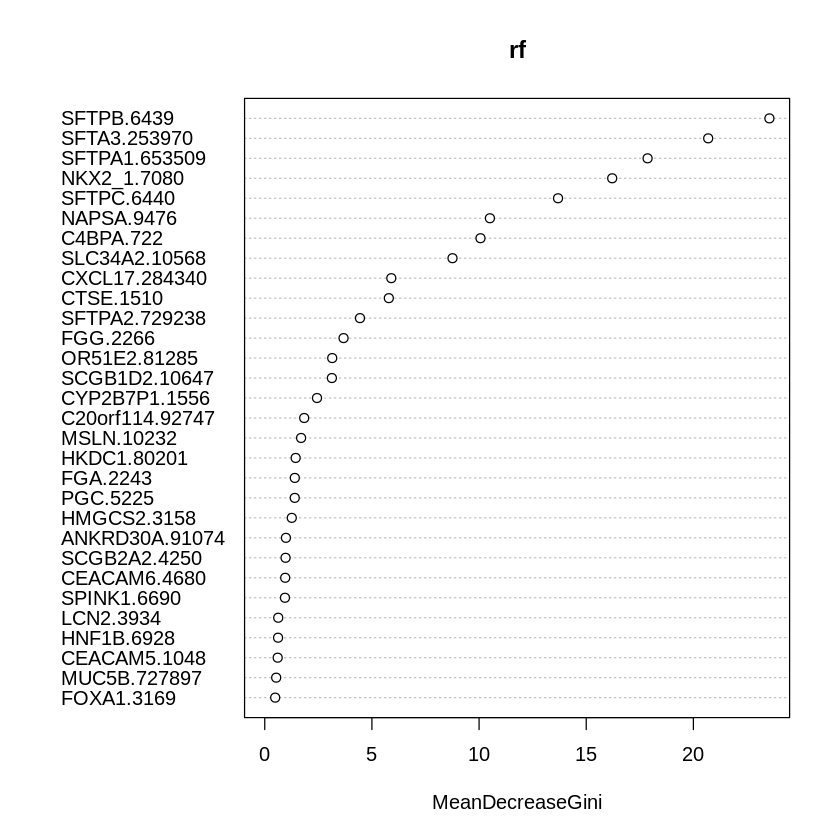 rf
SFTPB.6439
SFTA3.253970
SFTPA1.653509
NKX2_1.7080
SFTPC.6440
NAPSA.9476
C4BPA.722
SLC34A2.10568
CXCL17.284340
CTSE.1510
SFTPA2.729238
FGG.2266
OR51E2.81285
SCGB1D2.10647
CYP2B7P1.1556
C20orf114.92747
MSLN.10232
HKDC1.80201
FGA.2243
PGC.5225
HMGCS2.3158
ANKRD30A.91074
SCGB2A2.4250
CEACAM6.4680
SPINK1.6690
LCN2.3934
HNF1B.6928
CEACAM5.1048
MUC5B.727897
FOXA1.3169
0 5 10 15 20
MeanDecreaseGini